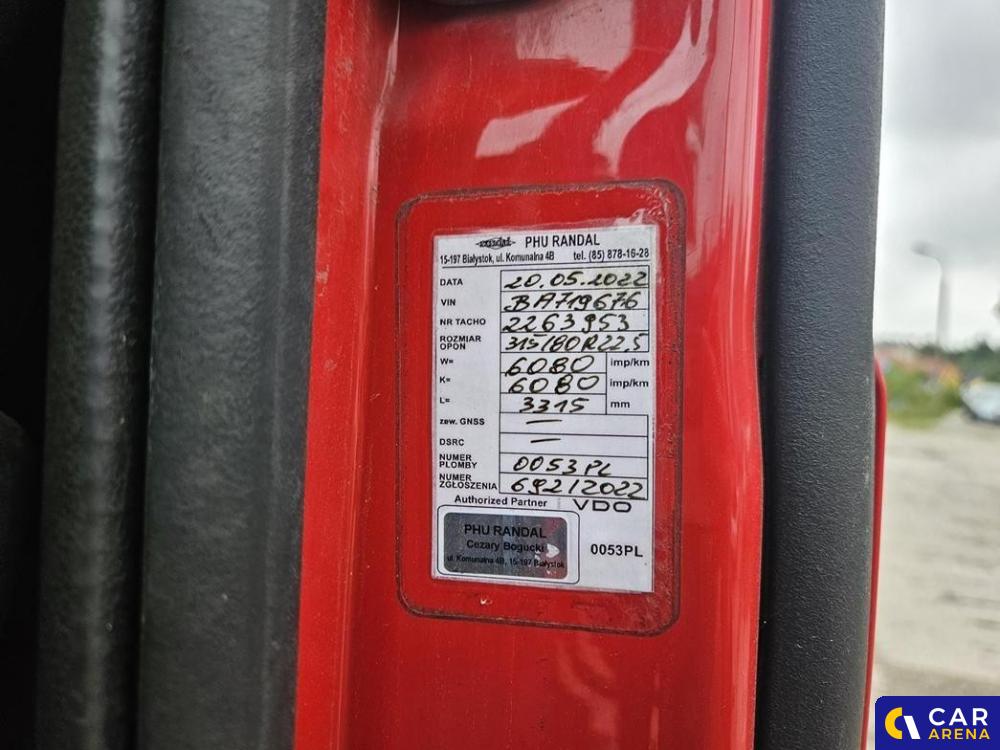 randal PHU RANDAL
15-197 Białystok, ul. Komunalna 4B tel. (85) 878-16-28
DATA 20.05.2022
VIN BA719676
NR TACHO 2263953
ROZMIAR OPON 315/80R22,5
W= 6080 imp/km
K= 6080 imp/km
L= 3315 mm
zew. GNSS —
DSRC —
NUMER PLOMBY 0053PL
NUMER ZGŁOSZENIA 692/2022
Authorized Partner VDO
PHU RANDAL
Cezary Bogucki
ul. Komunalna 4B, 15-197 Białystok
0053PL
CAR
ARENA